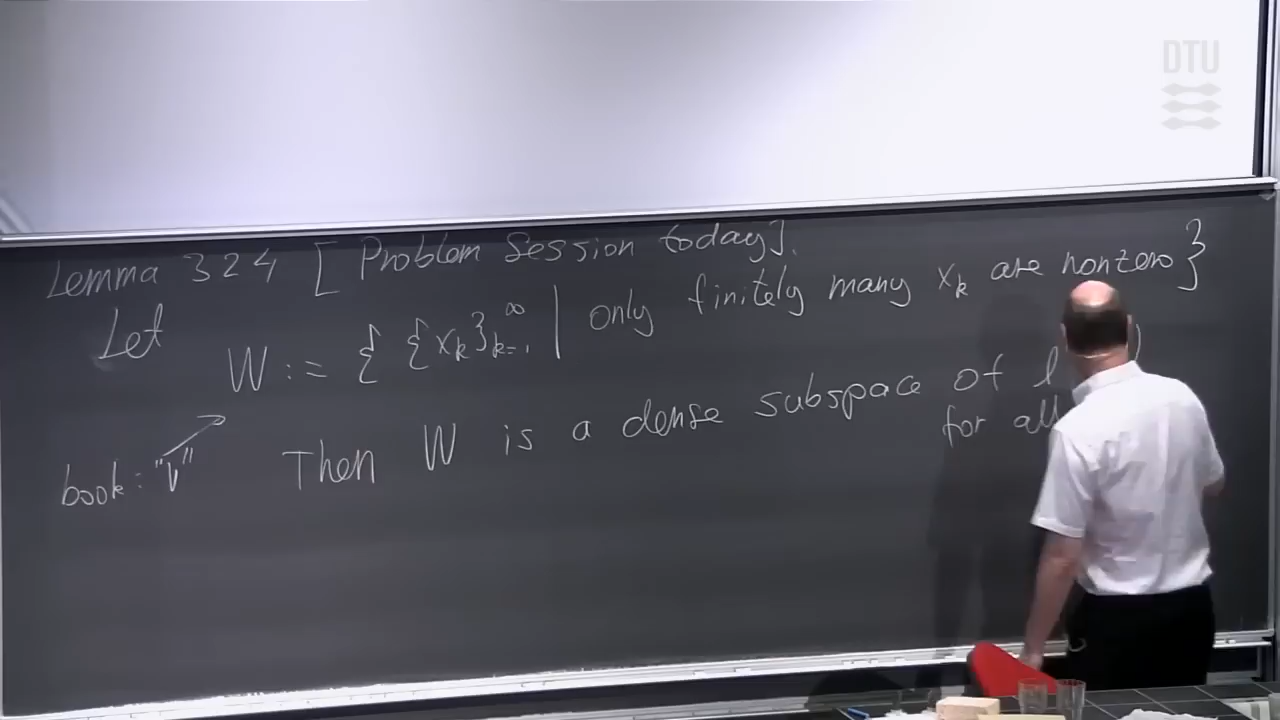 DTU
Lemma 3 2 4 [ Problem Session today ].
Let
W := { {x_k}_{k=1}^∞ | only finitely many x_k are nonzero }
Then W is a dense subspace of l
for all
book: "V"